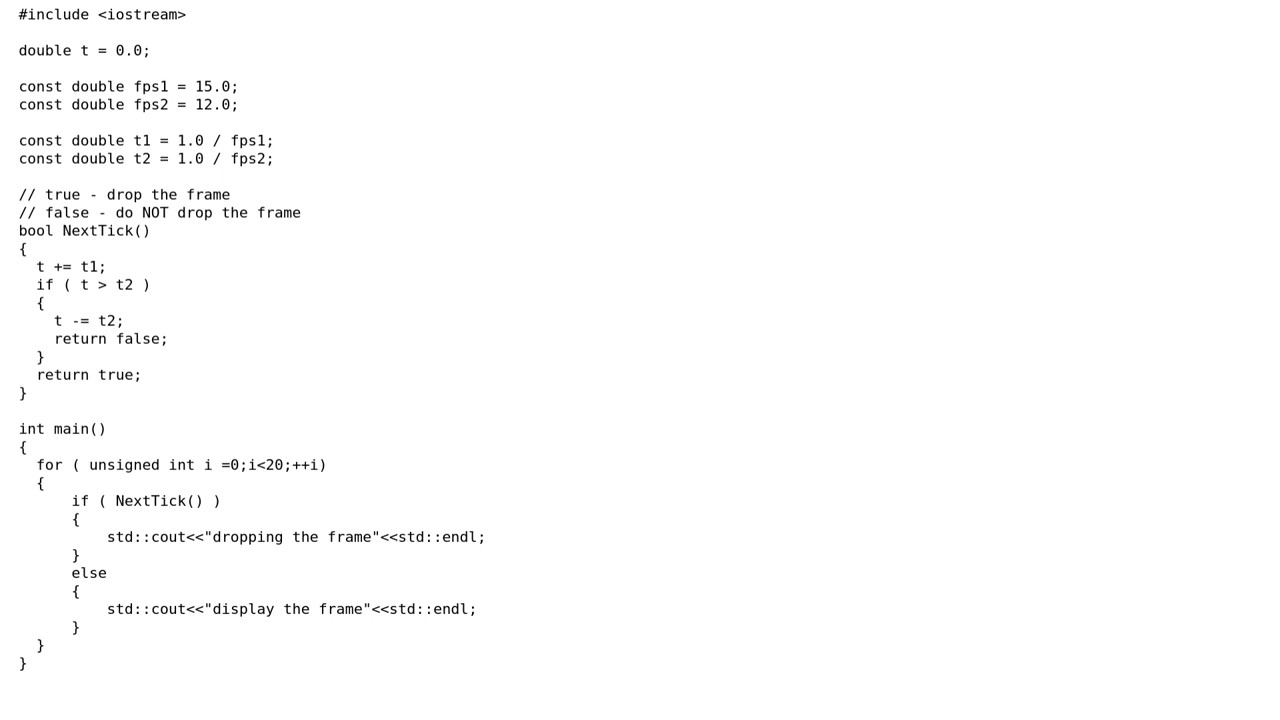 #include <iostream>

double t = 0.0;

const double fps1 = 15.0;
const double fps2 = 12.0;

const double t1 = 1.0 / fps1;
const double t2 = 1.0 / fps2;

// true - drop the frame
// false - do NOT drop the frame
bool NextTick()
{
  t += t1;
  if ( t > t2 )
  {
    t -= t2;
    return false;
  }
  return true;
}

int main()
{
  for ( unsigned int i =0;i<20;++i)
  {
      if ( NextTick() )
      {
          std::cout<<"dropping the frame"<<std::endl;
      }
      else
      {
          std::cout<<"display the frame"<<std::endl;
      }
  }
}